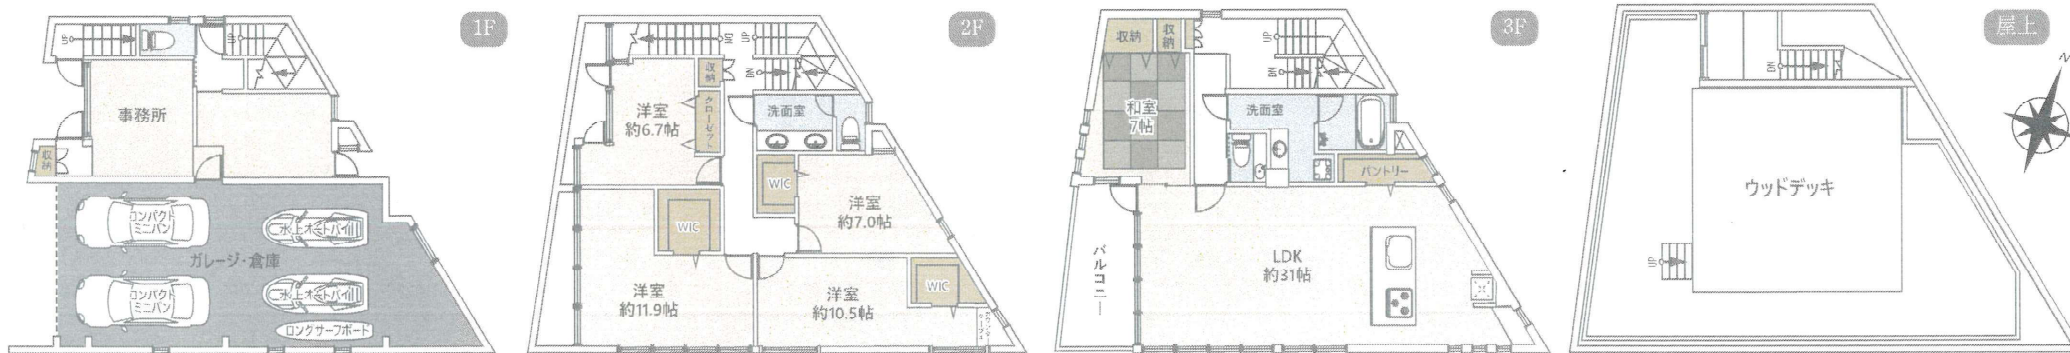 1F
UP
UP
事務所
収納
コンパクト
ミニバン
水上オートバイ
ガレージ・倉庫
コンパクト
ミニバン
水上オートバイ
ロングサーフボード
2F
DN
UP
DN
収納
クローゼット
洋室
約6.7帖
洗面室
WIC
WIC
洋室
約7.0帖
洋室
約11.9帖
洋室
約10.5帖
WIC
3F
収納
収納
UP
DN
和室
7帖
洗面室
パントリー
バルコニー
LDK
約31帖
屋上
DN
ウッドデッキ
UP
N